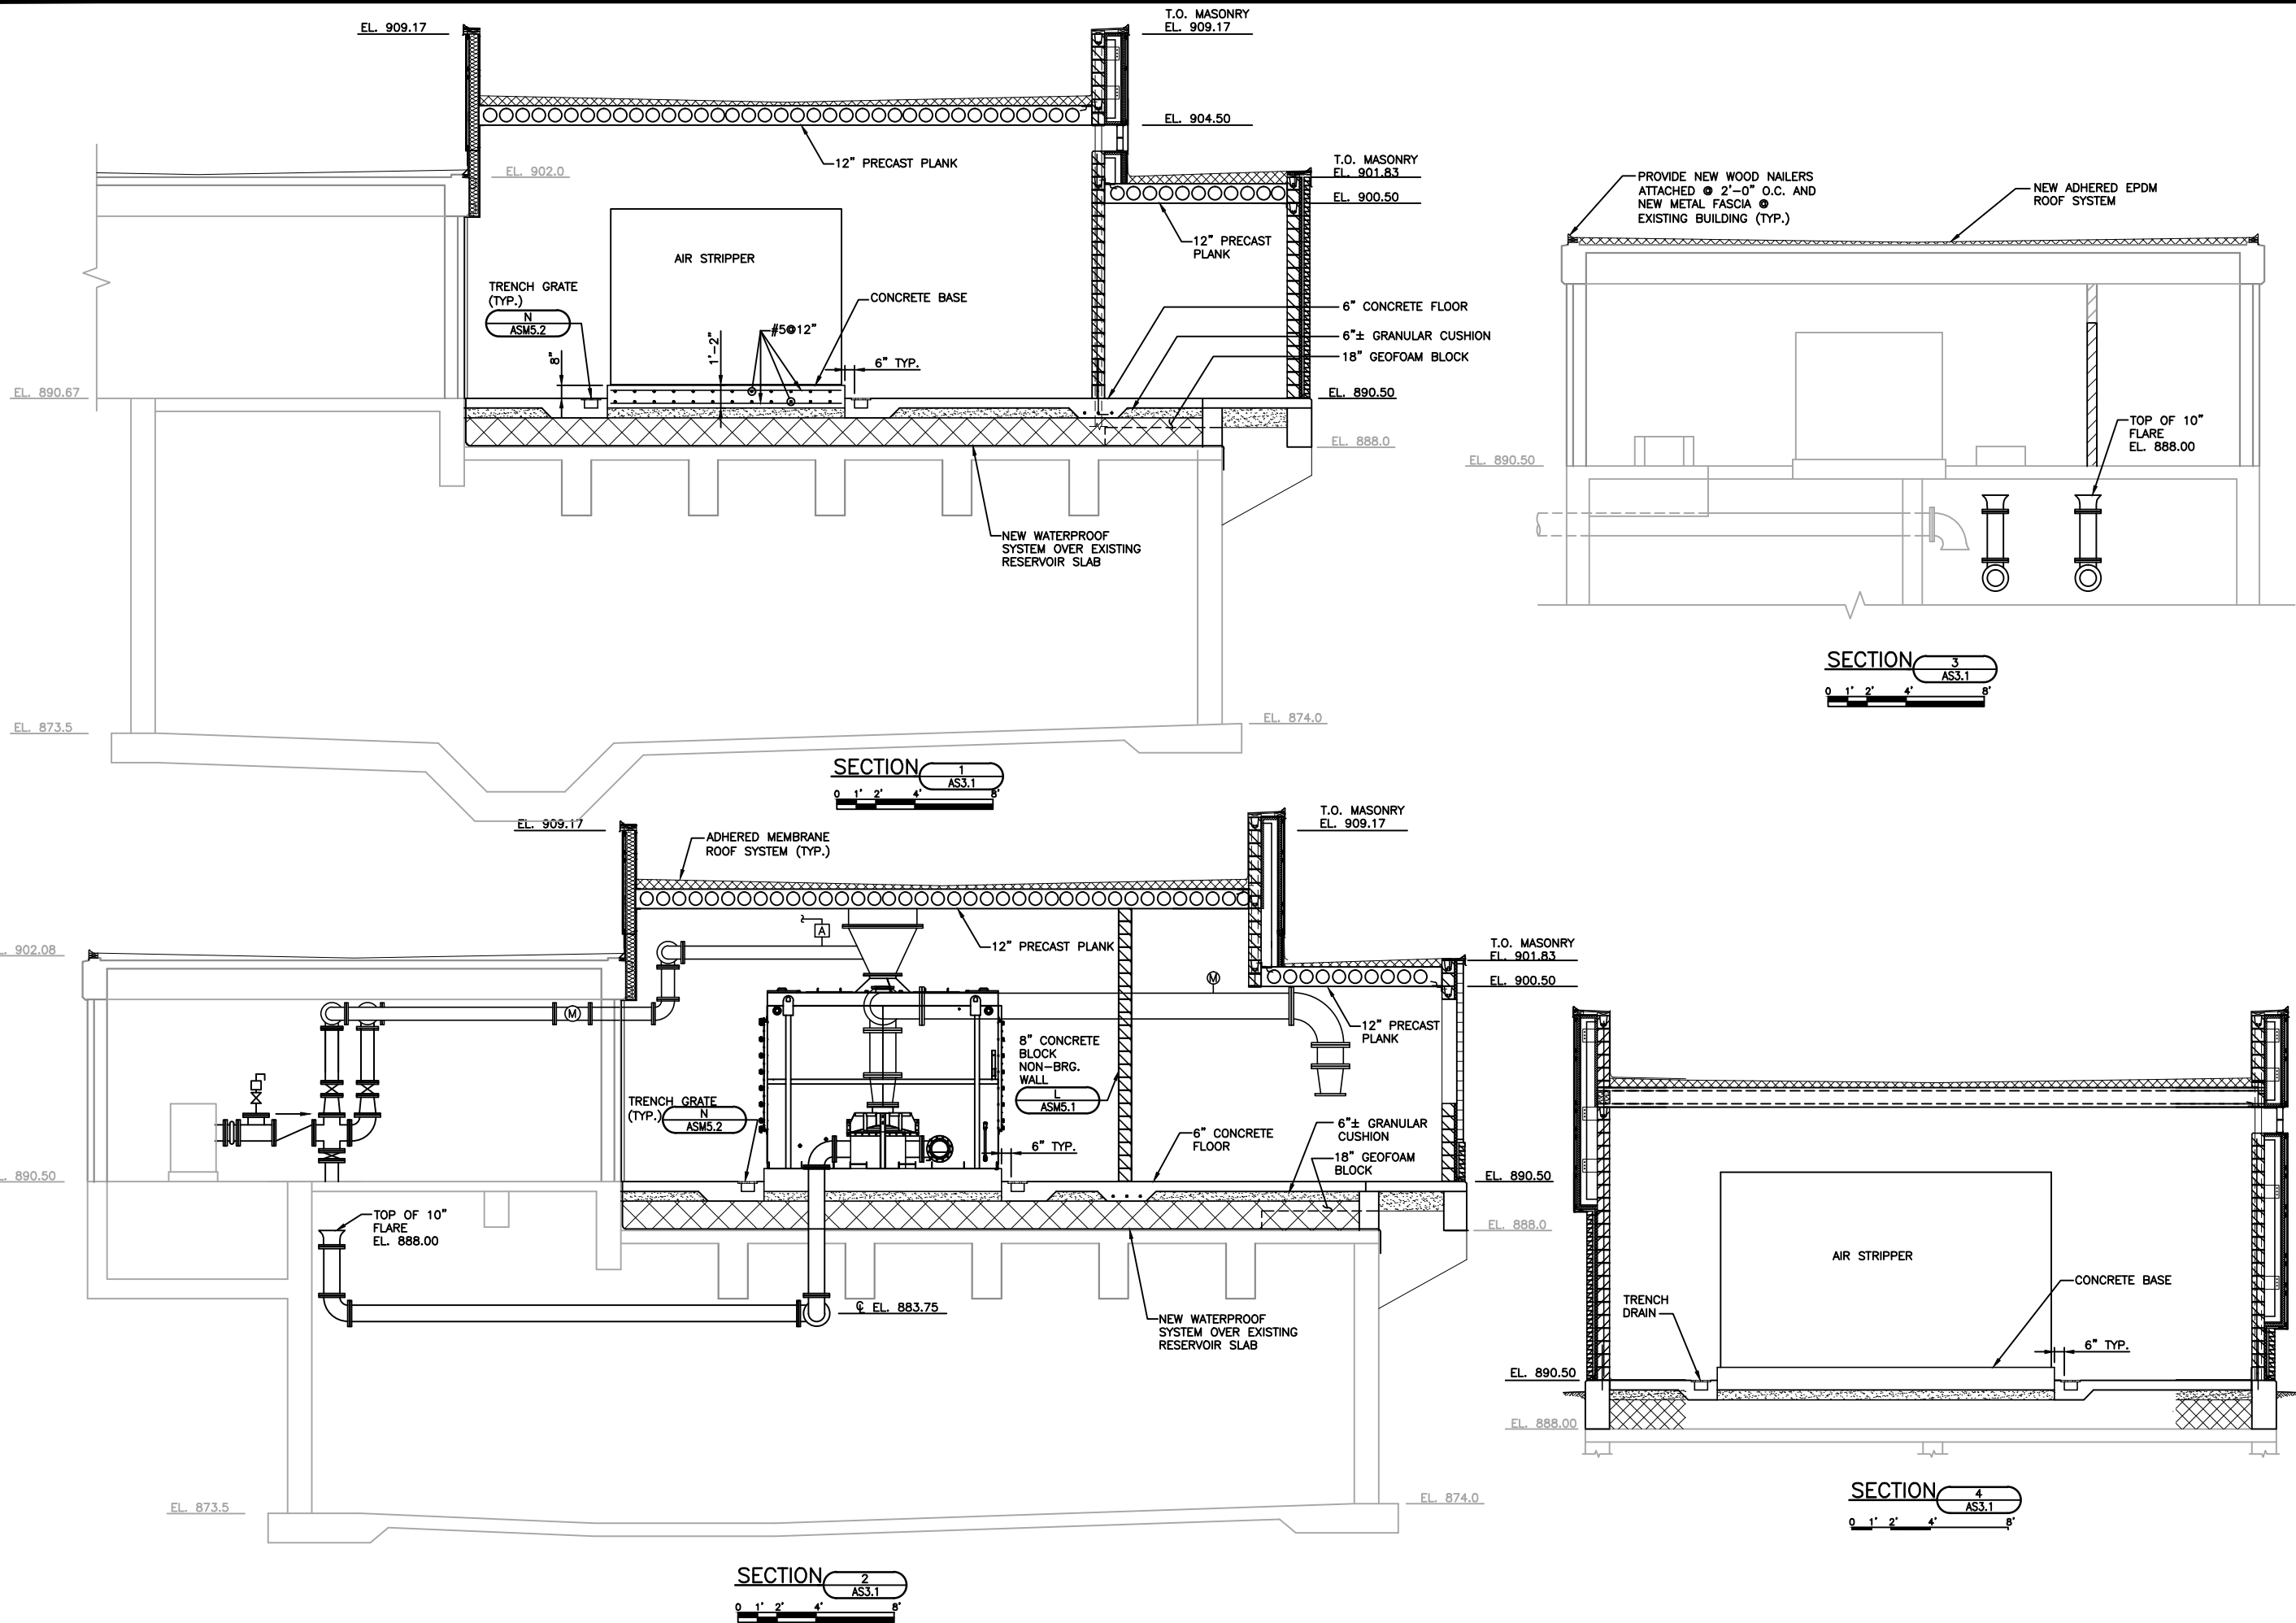 EL. 909.17
T.O. MASONRY
EL. 909.17
EL. 904.50
12" PRECAST PLANK
EL. 902.0
T.O. MASONRY
EL. 901.83
EL. 900.50
12" PRECAST
PLANK
AIR STRIPPER
TRENCH GRATE
(TYP.)
N
ASM5.2
CONCRETE BASE
#5@12"
8"
1'-2"
6" TYP.
6" CONCRETE FLOOR
6"± GRANULAR CUSHION
18" GEOFOAM BLOCK
EL. 890.67
EL. 890.50
EL. 888.0
NEW WATERPROOF
SYSTEM OVER EXISTING
RESERVOIR SLAB
EL. 873.5
EL. 874.0
SECTION
1
AS3.1
0 1' 2' 4' 8'
PROVIDE NEW WOOD NAILERS
ATTACHED @ 2'-0" O.C. AND
NEW METAL FASCIA @
EXISTING BUILDING (TYP.)
NEW ADHERED EPDM
ROOF SYSTEM
TOP OF 10"
FLARE
EL. 888.00
EL. 890.50
SECTION
3
AS3.1
0 1' 2' 4' 8'
EL. 909.17
ADHERED MEMBRANE
ROOF SYSTEM (TYP.)
T.O. MASONRY
EL. 909.17
A
12" PRECAST PLANK
L. 902.08
T.O. MASONRY
EL. 901.83
EL. 900.50
M
M
12" PRECAST
PLANK
8" CONCRETE
BLOCK
NON-BRG.
WALL
L
ASM5.1
TRENCH GRATE
(TYP.)
N
ASM5.2
6" TYP.
6" CONCRETE
FLOOR
6"± GRANULAR
CUSHION
18" GEOFOAM
BLOCK
L. 890.50
EL. 890.50
TOP OF 10"
FLARE
EL. 888.00
EL. 888.0
℄ EL. 883.75
NEW WATERPROOF
SYSTEM OVER EXISTING
RESERVOIR SLAB
EL. 873.5
EL. 874.0
SECTION
2
AS3.1
0 1' 2' 4' 8'
AIR STRIPPER
CONCRETE BASE
TRENCH
DRAIN
6" TYP.
EL. 890.50
EL. 888.00
SECTION
4
AS3.1
0 1' 2' 4' 8'